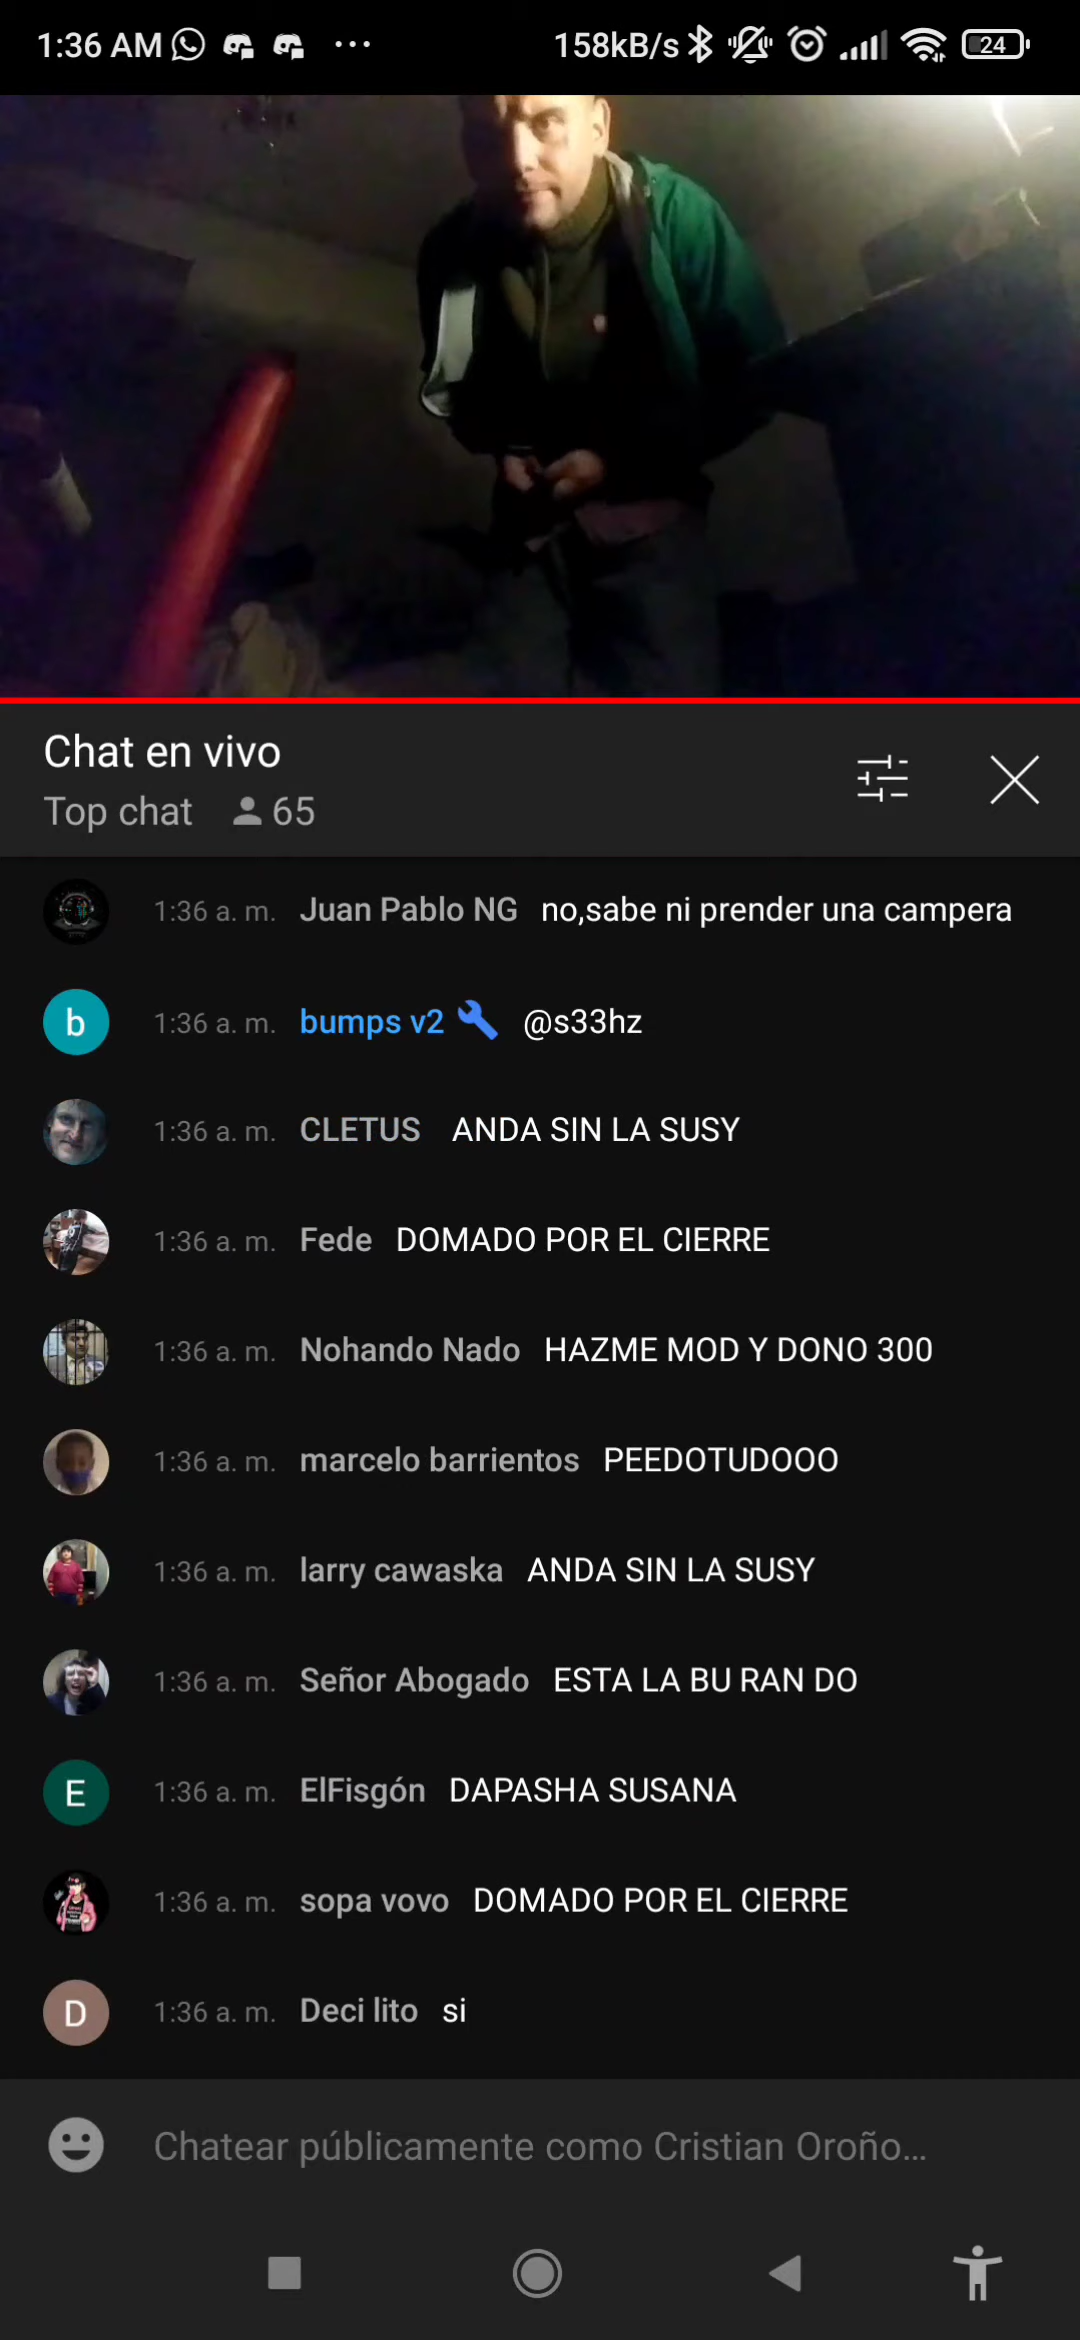 1:36 AM 158kB/s 24
Chat en vivo
Top chat 65
1:36 a. m. Juan Pablo NG no,sabe ni prender una campera
b 1:36 a. m. bumps v2 @s33hz
1:36 a. m. CLETUS ANDA SIN LA SUSY
1:36 a. m. Fede DOMADO POR EL CIERRE
1:36 a. m. Nohando Nado HAZME MOD Y DONO 300
1:36 a. m. marcelo barrientos PEEDOTUDOOO
1:36 a. m. larry cawaska ANDA SIN LA SUSY
1:36 a. m. Señor Abogado ESTA LA BU RAN DO
E 1:36 a. m. ElFisgón DAPASHA SUSANA
1:36 a. m. sopa vovo DOMADO POR EL CIERRE
D 1:36 a. m. Deci lito si
Chatear públicamente como Cristian Oroño...